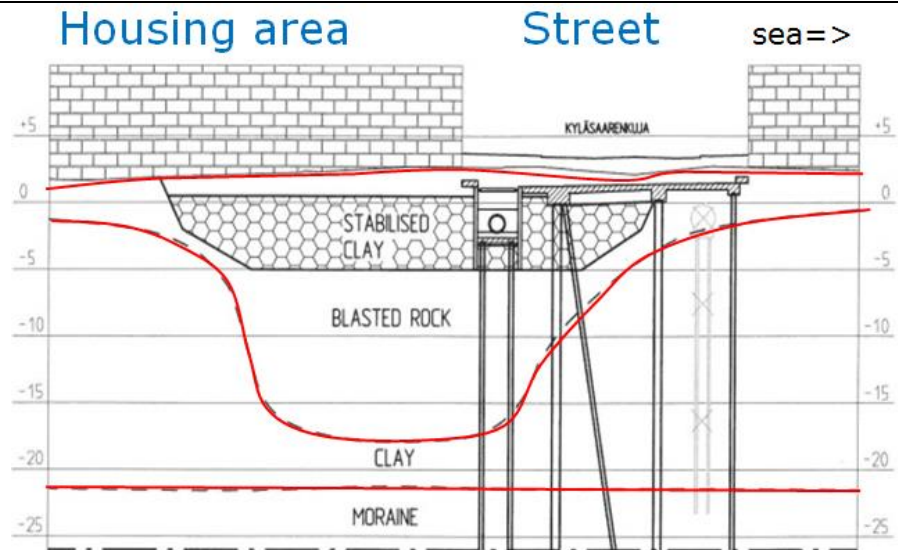 Housing area Street sea=>
KYLÄSAARENKUJA
+5 +5
0 0
STABILISED
CLAY
-5 -5
BLASTED ROCK
-10 -10
-15 -15
CLAY
-20 -20
MORAINE
-25 -25